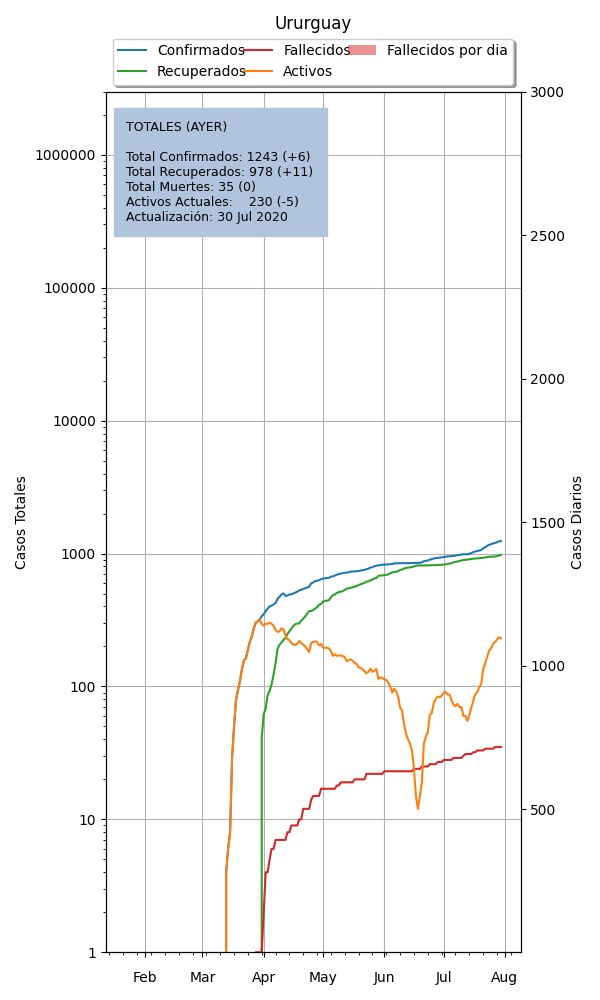 Ururguay
Confirmados Fallecidos Fallecidos por dia
Recuperados Activos
TOTALES (AYER)
Total Confirmados: 1243 (+6)
Total Recuperados: 978 (+11)
Total Muertes: 35 (0)
Activos Actuales: 230 (-5)
Actualización: 30 Jul 2020
Casos Totales
1000000
100000
10000
1000
100
10
1
3000
2500
2000
1500
1000
500
Casos Diarios
Feb Mar Apr May Jun Jul Aug